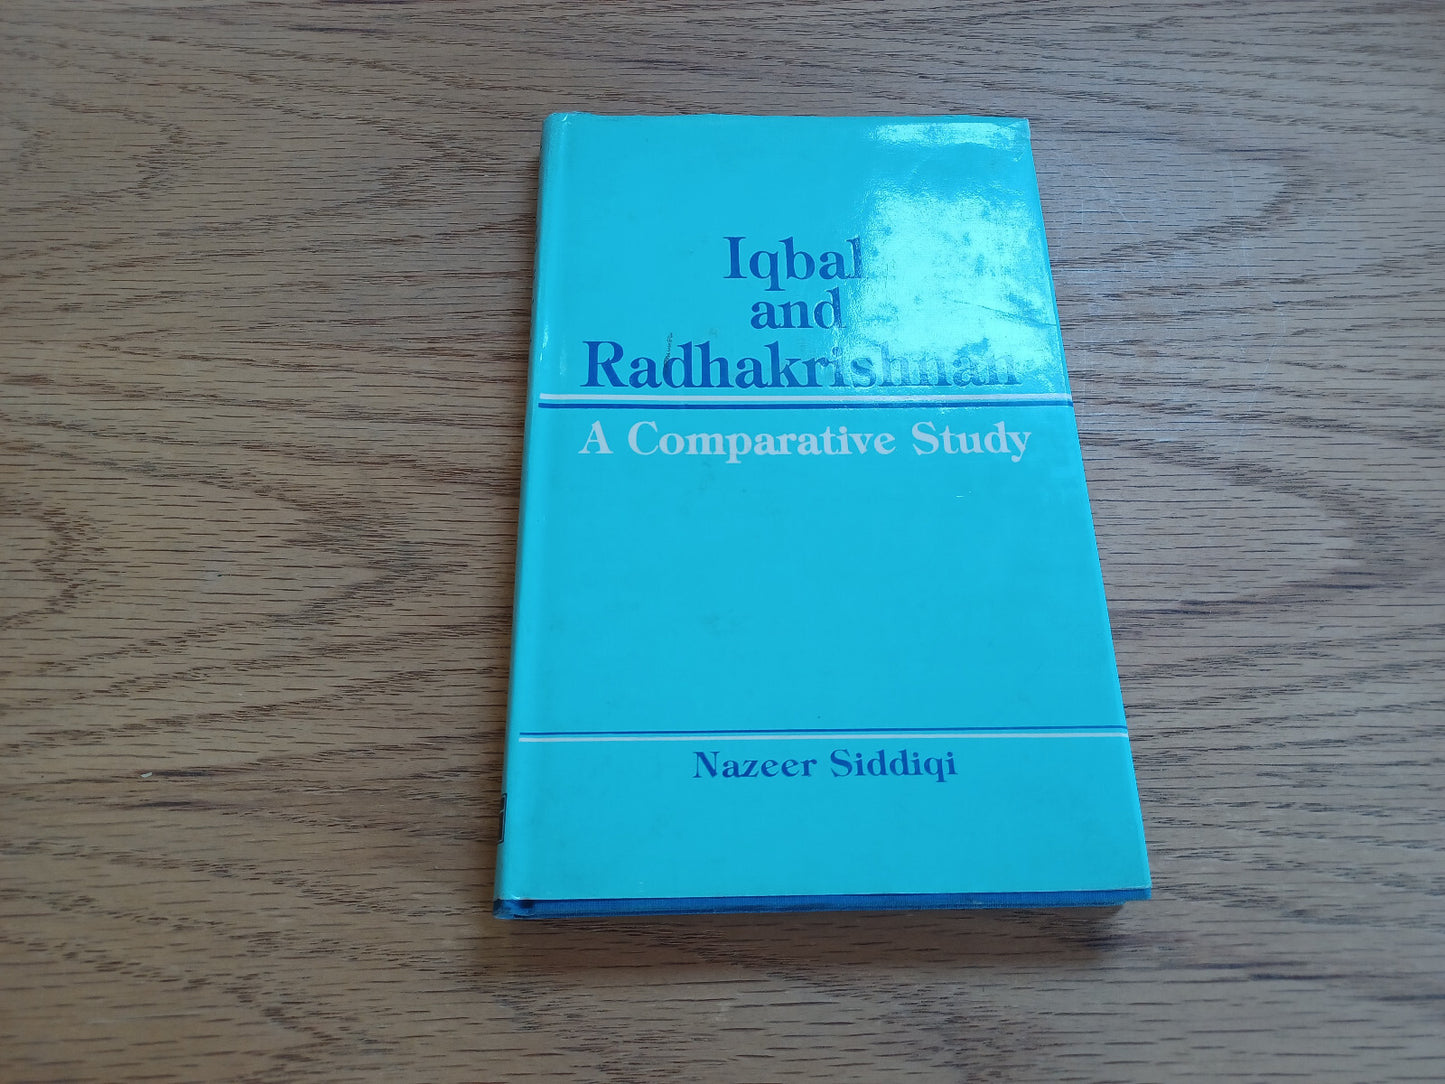 Iqbal
and
Radhakrishnan
A Comparative Study
Nazeer Siddiqi